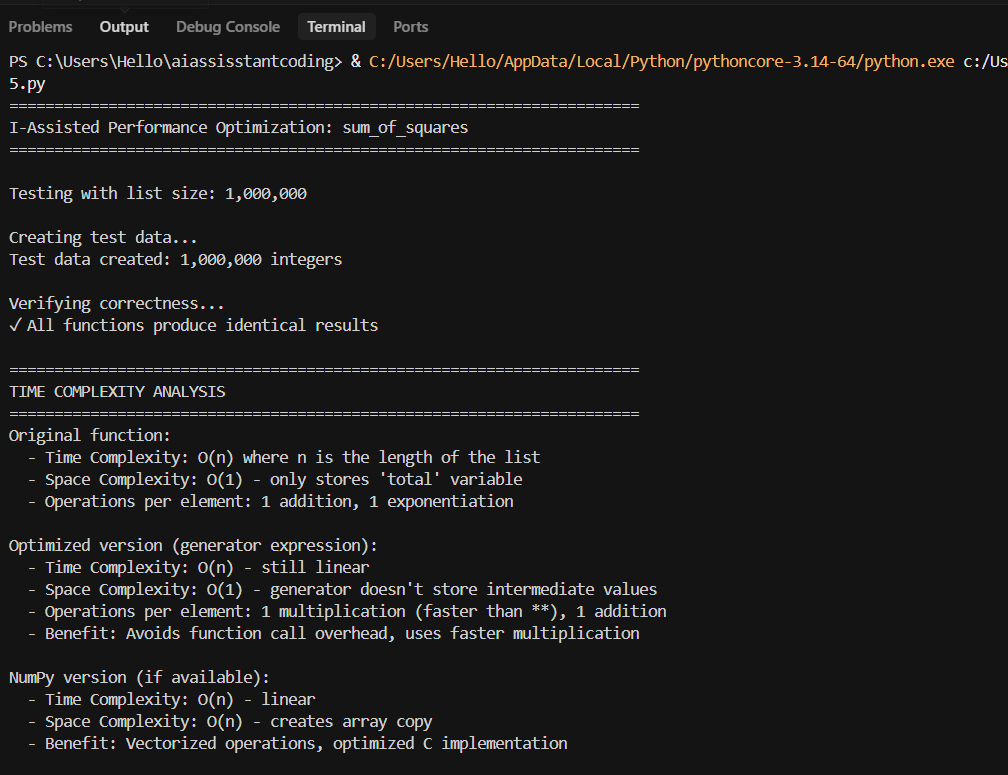 Problems Output Debug Console Terminal Ports
PS C:\Users\Hello\aiassisstantcoding> & C:/Users/Hello/AppData/Local/Python/pythoncore-3.14-64/python.exe c:/Us
5.py
======================================================================
I-Assisted Performance Optimization: sum_of_squares
======================================================================
Testing with list size: 1,000,000
Creating test data...
Test data created: 1,000,000 integers
Verifying correctness...
✓ All functions produce identical results
======================================================================
TIME COMPLEXITY ANALYSIS
======================================================================
Original function:
- Time Complexity: O(n) where n is the length of the list
- Space Complexity: O(1) - only stores 'total' variable
- Operations per element: 1 addition, 1 exponentiation
Optimized version (generator expression):
- Time Complexity: O(n) - still linear
- Space Complexity: O(1) - generator doesn't store intermediate values
- Operations per element: 1 multiplication (faster than **), 1 addition
- Benefit: Avoids function call overhead, uses faster multiplication
NumPy version (if available):
- Time Complexity: O(n) - linear
- Space Complexity: O(n) - creates array copy
- Benefit: Vectorized operations, optimized C implementation